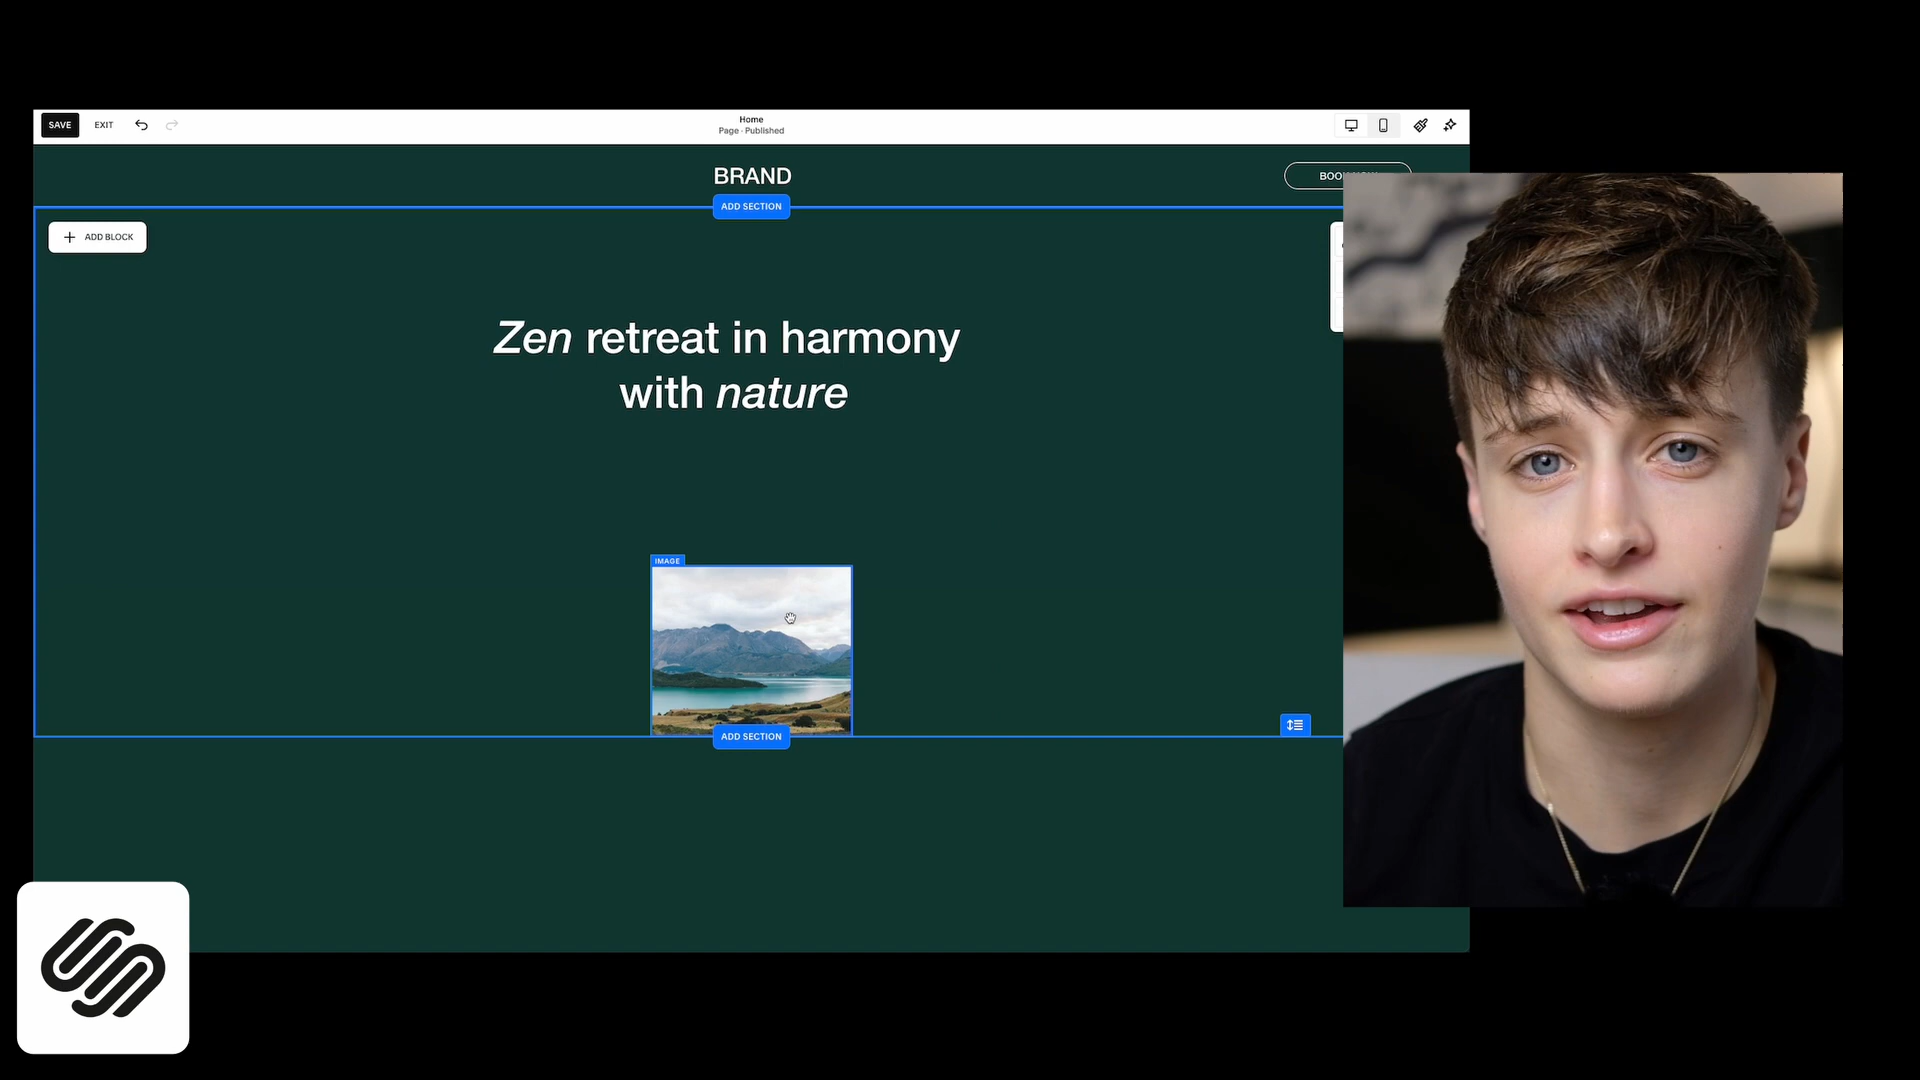 SAVE
EXIT
Home
Page · Published
BRAND
ADD SECTION
ADD BLOCK
Zen retreat in harmony
with nature
IMAGE
ADD SECTION